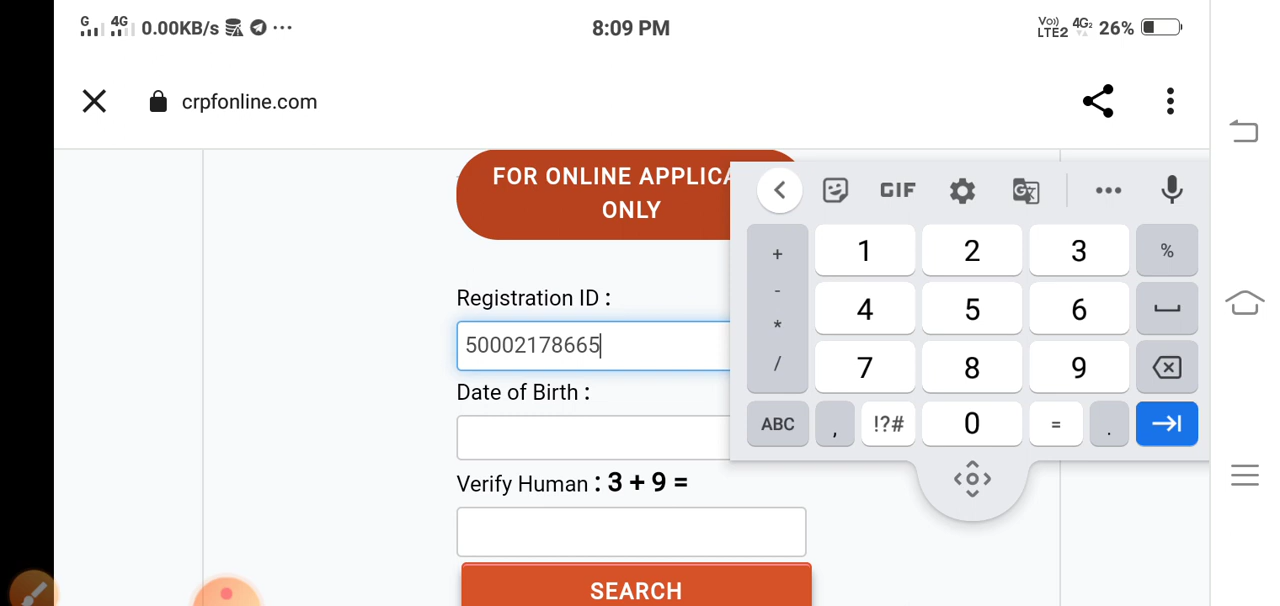 G 4G 0.00KB/s ... 8:09 PM Vo)) LTE2 4G2 26%
crpfonline.com
FOR ONLINE APPLICA
ONLY
GIF ...
Registration ID :
50002178665
Date of Birth :
Verify Human : 3 + 9 =
SEARCH
+ 1 2 3 %
- 4 5 6
*
/ 7 8 9
ABC , !?# 0 = .